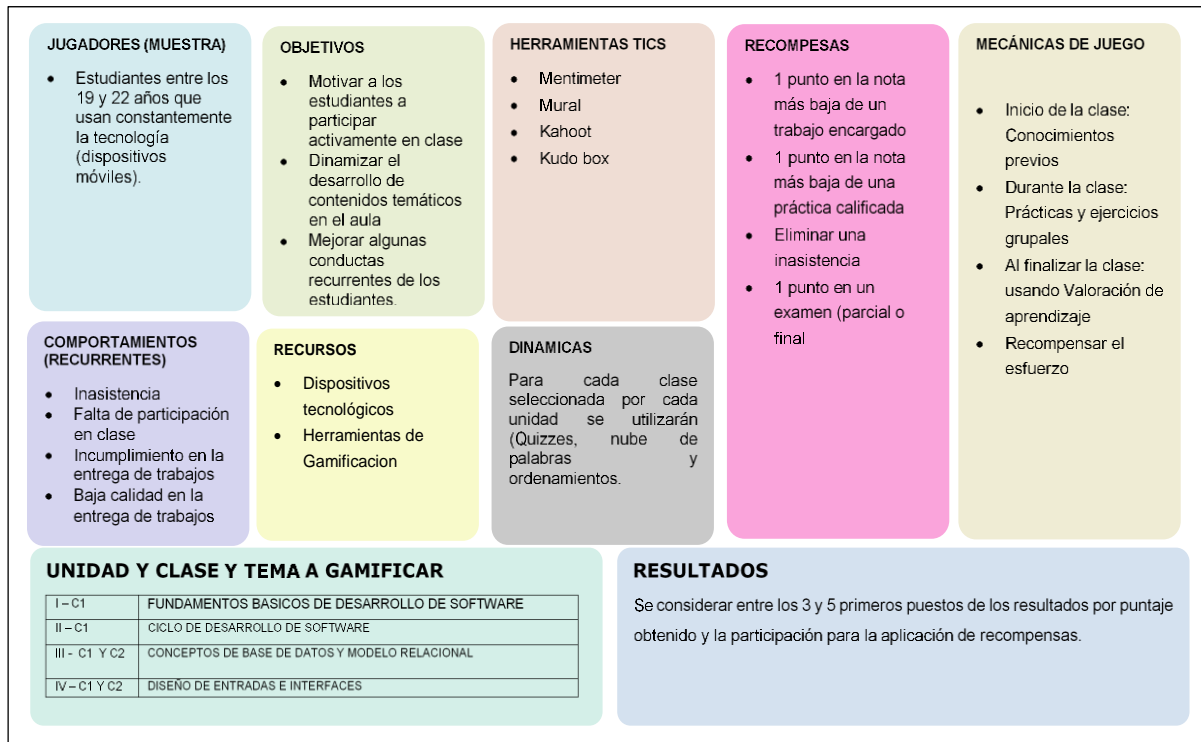 JUGADORES (MUESTRA)
• Estudiantes entre los
19 y 22 años que
usan constantemente
la tecnología
(dispositivos
móviles).
OBJETIVOS
• Motivar a los
estudiantes a
participar
activamente en clase
• Dinamizar el
desarrollo de
contenidos temáticos
en el aula
• Mejorar algunas
conductas
recurrentes de los
estudiantes.
HERRAMIENTAS TICS
• Mentimeter
• Mural
• Kahoot
• Kudo box
RECOMPESAS
• 1 punto en la nota
más baja de un
trabajo encargado
• 1 punto en la nota
más baja de una
práctica calificada
• Eliminar una
inasistencia
• 1 punto en un
examen (parcial o
final
MECÁNICAS DE JUEGO
• Inicio de la clase:
Conocimientos
previos
• Durante la clase:
Prácticas y ejercicios
grupales
• Al finalizar la clase:
usando Valoración de
aprendizaje
• Recompensar el
esfuerzo
COMPORTAMIENTOS
(RECURRENTES)
• Inasistencia
• Falta de participación
en clase
• Incumplimiento en la
entrega de trabajos
• Baja calidad en la
entrega de trabajos
RECURSOS
• Dispositivos
tecnológicos
• Herramientas de
Gamificacion
DINAMICAS
Para cada clase
seleccionada por cada
unidad se utilizarán
(Quizzes, nube de
palabras y
ordenamientos.
UNIDAD Y CLASE Y TEMA A GAMIFICAR
I – C1 FUNDAMENTOS BASICOS DE DESARROLLO DE SOFTWARE
II – C1 CICLO DE DESARROLLO DE SOFTWARE
III - C1 Y C2 CONCEPTOS DE BASE DE DATOS Y MODELO RELACIONAL
IV – C1 Y C2 DISEÑO DE ENTRADAS E INTERFACES
RESULTADOS
Se considerar entre los 3 y 5 primeros puestos de los resultados por puntaje
obtenido y la participación para la aplicación de recompensas.